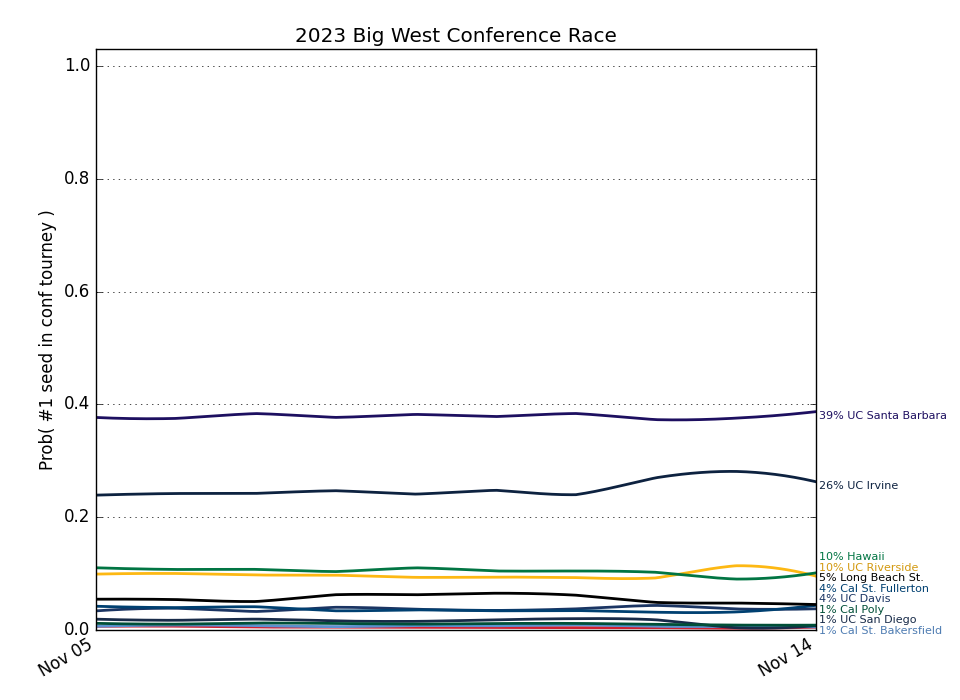 2023 Big West Conference Race
Prob( #1 seed in conf tourney )
1.0
0.8
0.6
0.4
0.2
0.0
Nov 05
Nov 14
39% UC Santa Barbara
26% UC Irvine
10% Hawaii
10% UC Riverside
5% Long Beach St.
4% Cal St. Fullerton
4% UC Davis
1% Cal Poly
1% UC San Diego
1% Cal St. Bakersfield